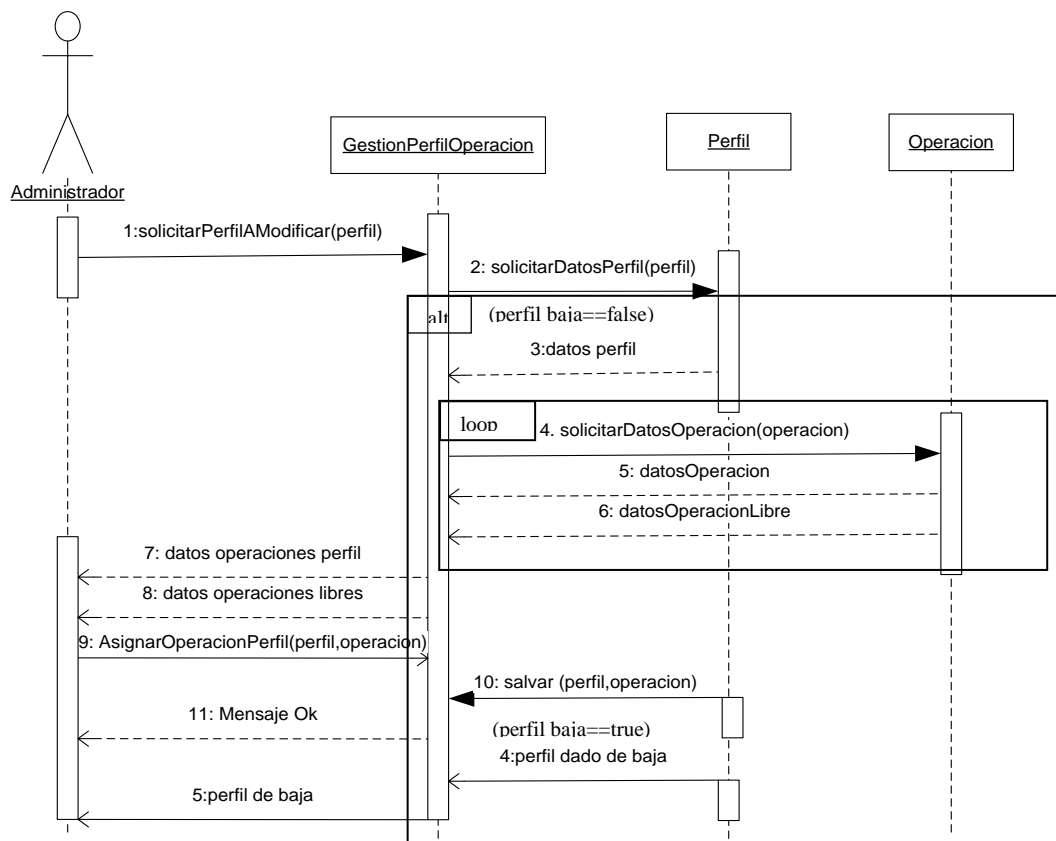 GestionPerfilOperacion
Perfil
Operacion
Administrador
1:solicitarPerfilAModificar(perfil)
2: solicitarDatosPerfil(perfil)
alt
(perfil baja==false)
3:datos perfil
loop
4. solicitarDatosOperacion(operacion)
5: datosOperacion
6: datosOperacionLibre
7: datos operaciones perfil
8: datos operaciones libres
9: AsignarOperacionPerfil(perfil,operacion)
10: salvar (perfil,operacion)
11: Mensaje Ok
(perfil baja==true)
4:perfil dado de baja
5:perfil de baja